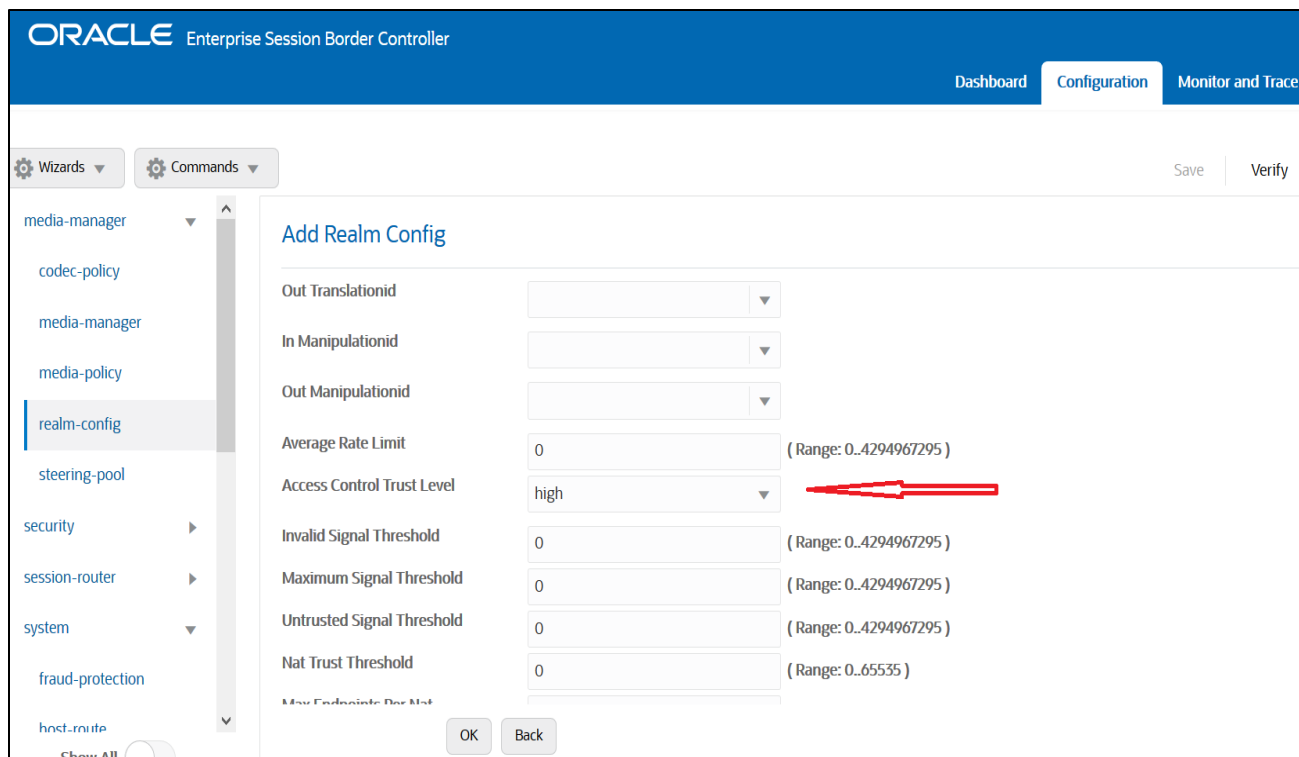 ORACLE Enterprise Session Border Controller
Dashboard Configuration Monitor and Trace
Wizards Commands Save Verify
media-manager
codec-policy
media-manager
media-policy
realm-config
steering-pool
security
session-router
system
fraud-protection
host-route
Show All
Add Realm Config
Out Translationid
In Manipulationid
Out Manipulationid
Average Rate Limit 0 ( Range: 0..4294967295 )
Access Control Trust Level high
Invalid Signal Threshold 0 ( Range: 0..4294967295 )
Maximum Signal Threshold 0 ( Range: 0..4294967295 )
Untrusted Signal Threshold 0 ( Range: 0..4294967295 )
Nat Trust Threshold 0 ( Range: 0..65535 )
Max Endpoints Per Nat
OK Back